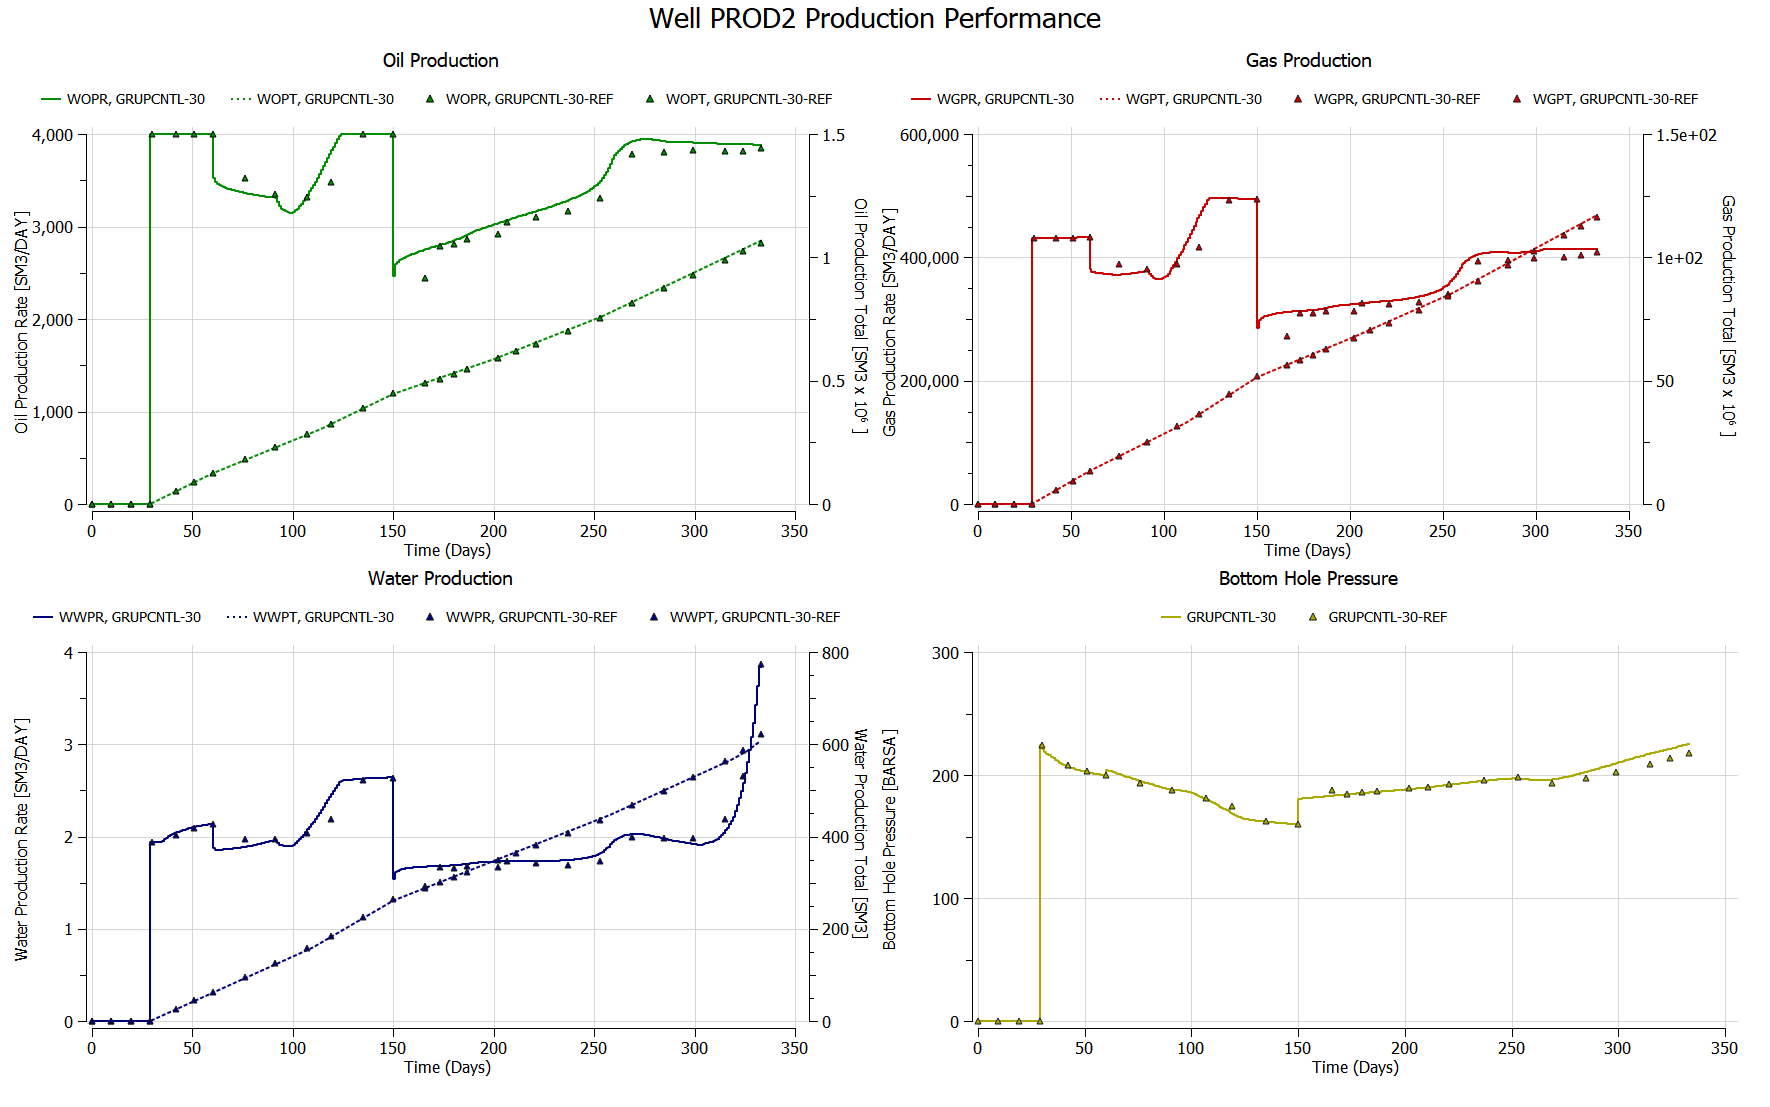 Well PROD2 Production Performance
Oil Production
WOPR, GRUPCNTL-30 WOPT, GRUPCNTL-30 WOPR, GRUPCNTL-30-REF WOPT, GRUPCNTL-30-REF
4,000
3,000
2,000
1,000
0
Oil Production Rate [SM3/DAY]
1.5
1
0.5
0
Oil Production Total [SM3 x 10⁶ ]
0 50 100 150 200 250 300 350
Time (Days)
Gas Production
WGPR, GRUPCNTL-30 WGPT, GRUPCNTL-30 WGPR, GRUPCNTL-30-REF WGPT, GRUPCNTL-30-REF
600,000
400,000
200,000
0
Gas Production Rate [SM3/DAY]
1.5e+02
1e+02
50
0
Gas Production Total [SM3 x 10⁶ ]
0 50 100 150 200 250 300 350
Time (Days)
Water Production
WWPR, GRUPCNTL-30 WWPT, GRUPCNTL-30 WWPR, GRUPCNTL-30-REF WWPT, GRUPCNTL-30-REF
4
3
2
1
0
Water Production Rate [SM3/DAY]
800
600
400
200
0
Water Production Total [SM3]
0 50 100 150 200 250 300 350
Time (Days)
Bottom Hole Pressure
GRUPCNTL-30 GRUPCNTL-30-REF
300
200
100
0
Bottom Hole Pressure [BARSA]
0 50 100 150 200 250 300 350
Time (Days)